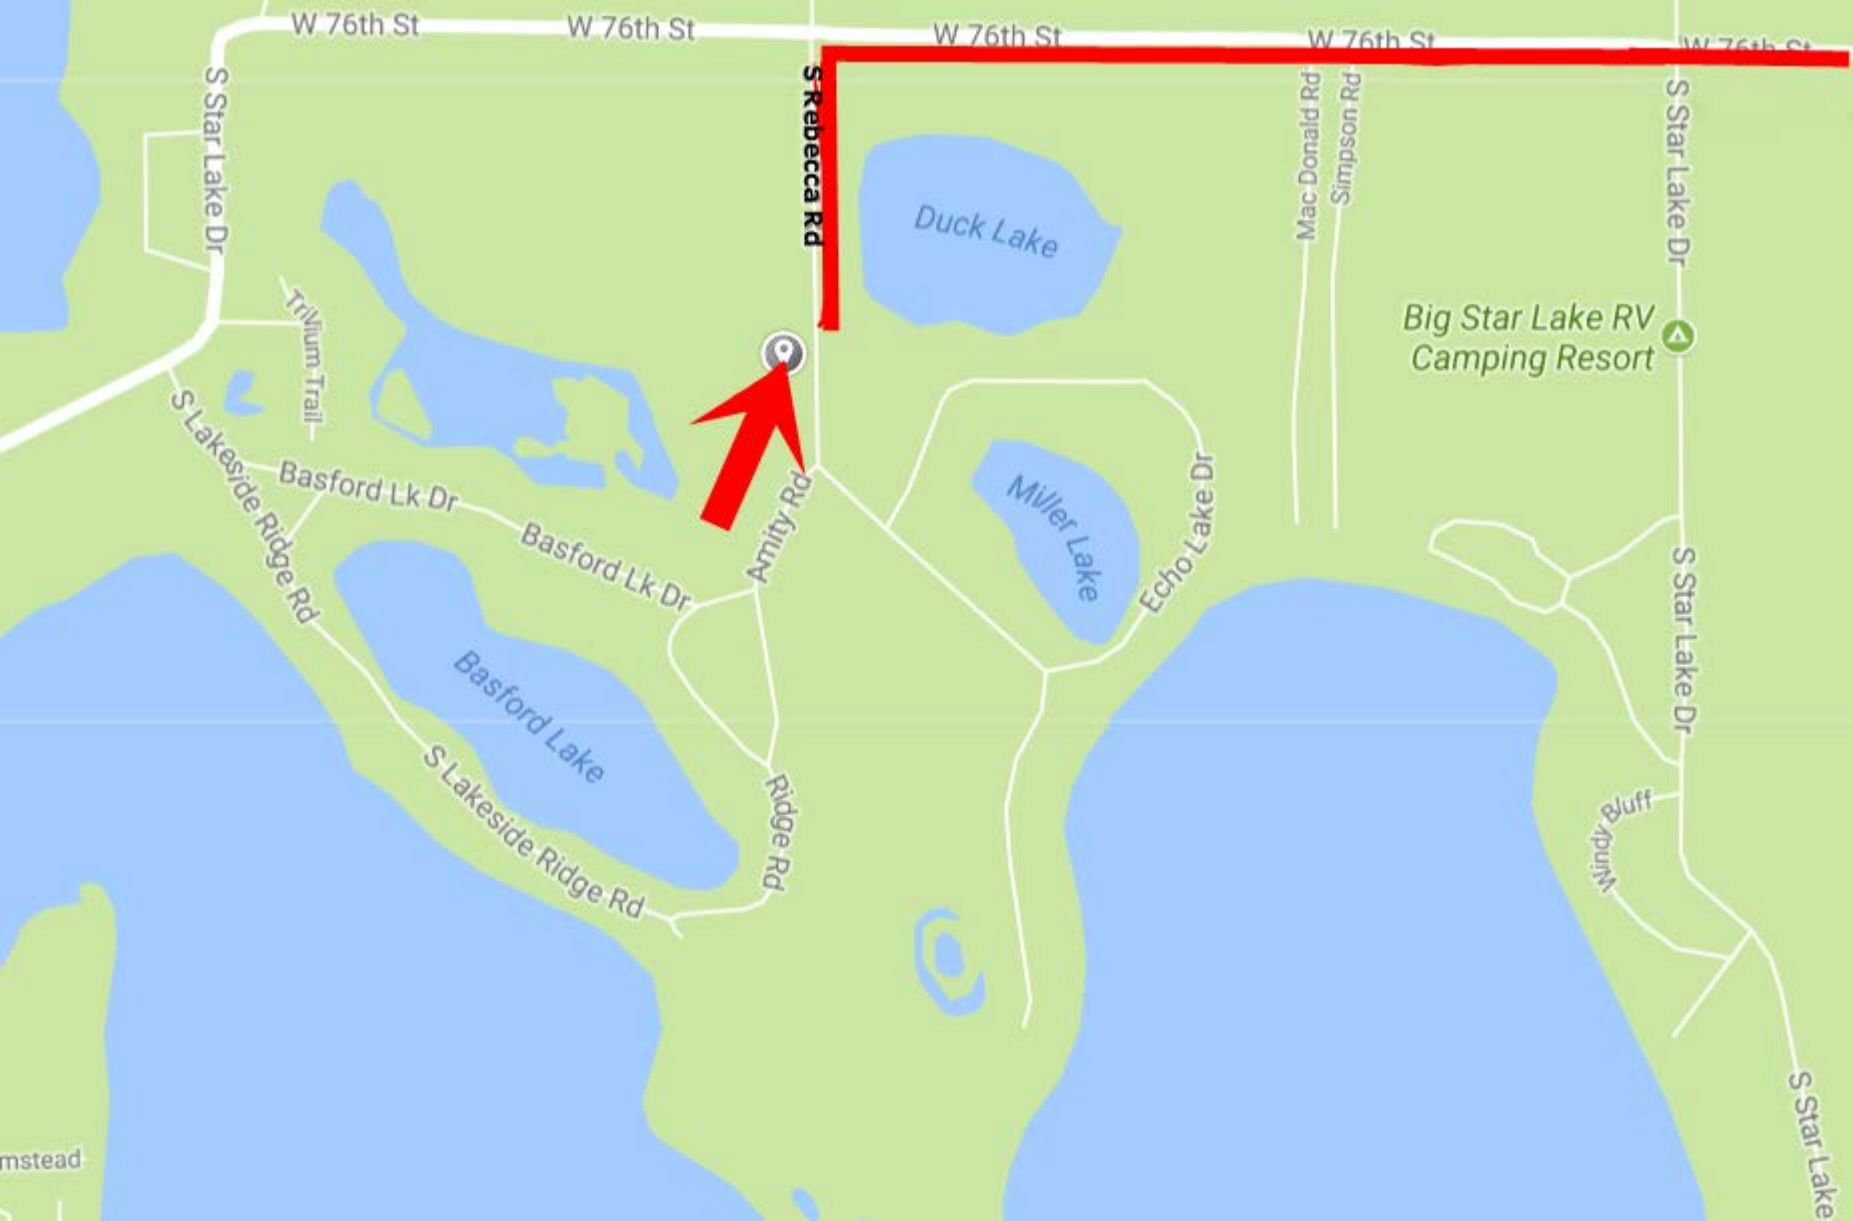 W 76th St
W 76th St
W 76th St
W 76th St
W 76th St
S Star Lake Dr
S Rebecca Rd
Mac Donald Rd
Simpson Rd
S Star Lake Dr
Duck Lake
Trillium Trail
Big Star Lake RV
Camping Resort
S Lakeside Ridge Rd
Basford Lk Dr
Basford Lk Dr
Amity Rd
Miller Lake
Echo Lake Dr
S Star Lake Dr
Basford Lake
S Lakeside Ridge Rd
Ridge Rd
Windy Bluff
S Star Lake
mstead